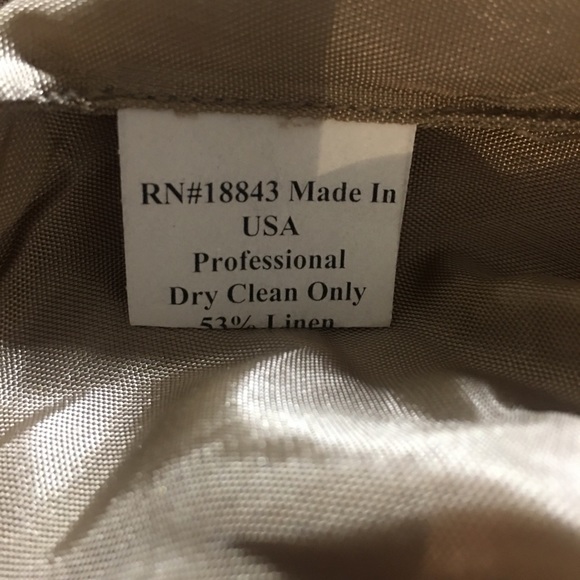 RN#18843 Made In
USA
Professional
Dry Clean Only
53% Linen